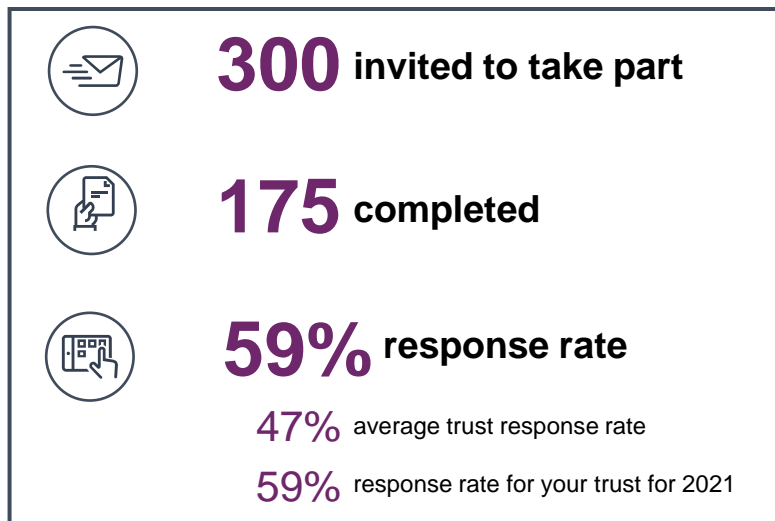 300 invited to take part
175 completed
59% response rate
47% average trust response rate
59% response rate for your trust for 2021